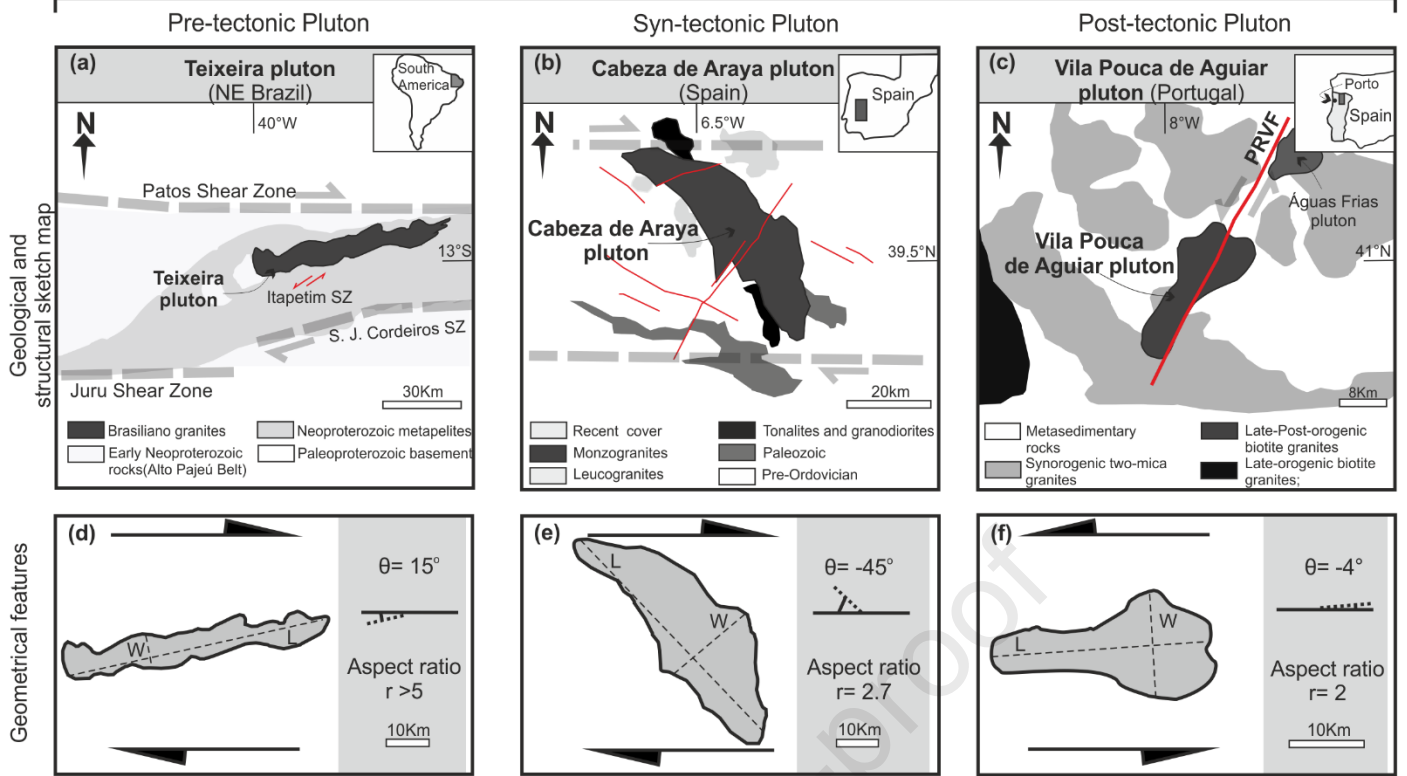 Pre-tectonic Pluton
Syn-tectonic Pluton
Post-tectonic Pluton
Geological and
structural sketch map
(a)
Teixeira pluton
(NE Brazil)
South
America
N
40°W
Patos Shear Zone
13°S
Teixeira
pluton
Itapetim SZ
S. J. Cordeiros SZ
Juru Shear Zone
30Km
Brasiliano granites
Neoproterozoic metapelites
Early Neoproterozoic
rocks(Alto Pajeú Belt)
Paleoproterozoic basement
(b)
Cabeza de Araya pluton
(Spain)
Spain
N
6.5°W
Cabeza de Araya
pluton
39.5°N
20km
Recent cover
Tonalites and granodiorites
Monzogranites
Paleozoic
Leucogranites
Pre-Ordovician
(c)
Vila Pouca de Aguiar
pluton (Portugal)
Porto
Spain
N
8°W
PRVF
Águas Frias
pluton
Vila Pouca
de Aguiar pluton
41°N
8Km
Metasedimentary
rocks
Late-Post-orogenic
biotite granites
Synorogenic two-mica
granites
Late-orogenic biotite
granites;
Geometrical features
(d)
W
L
θ= 15°
Aspect ratio
r >5
10Km
(e)
L
W
θ= -45°
Aspect ratio
r= 2.7
10Km
(f)
L
W
θ= -4°
Aspect ratio
r= 2
10Km